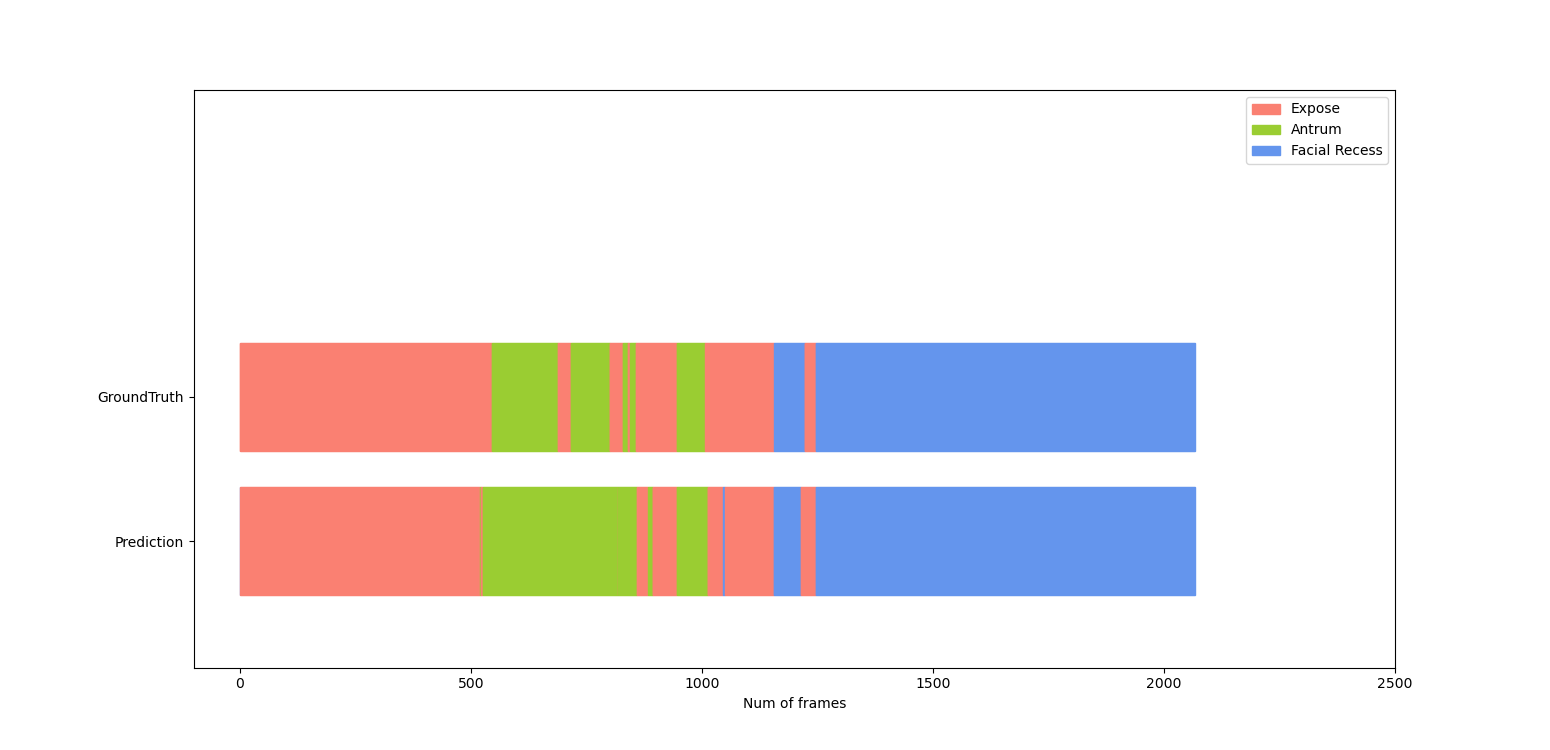 Expose
Antrum
Facial Recess
GroundTruth
Prediction
0 500 1000 1500 2000 2500
Num of frames